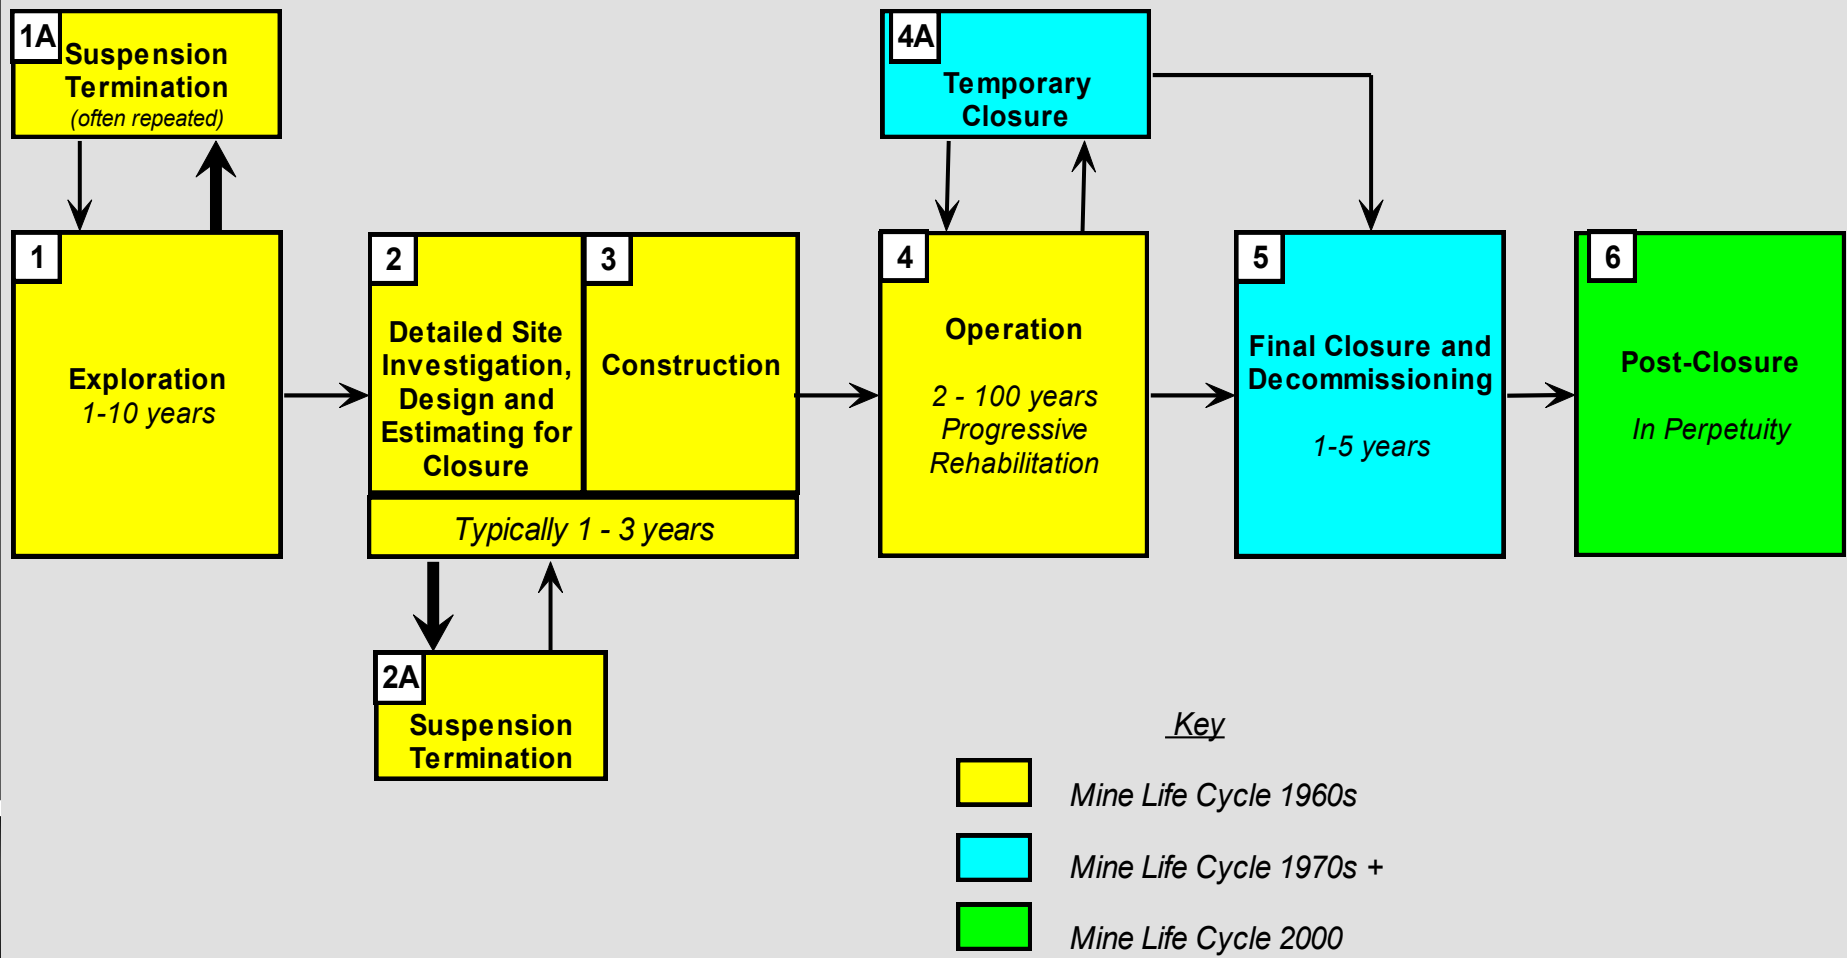 1A
Suspension
Termination
(often repeated)
4A
Temporary
Closure
1
Exploration
1-10 years
2
Detailed Site
Investigation,
Design and
Estimating for
Closure
3
Construction
Typically 1 - 3 years
4
Operation
2 - 100 years
Progressive
Rehabilitation
5
Final Closure and
Decommissioning
1-5 years
6
Post-Closure
In Perpetuity
2A
Suspension
Termination
Key
Mine Life Cycle 1960s
Mine Life Cycle 1970s +
Mine Life Cycle 2000